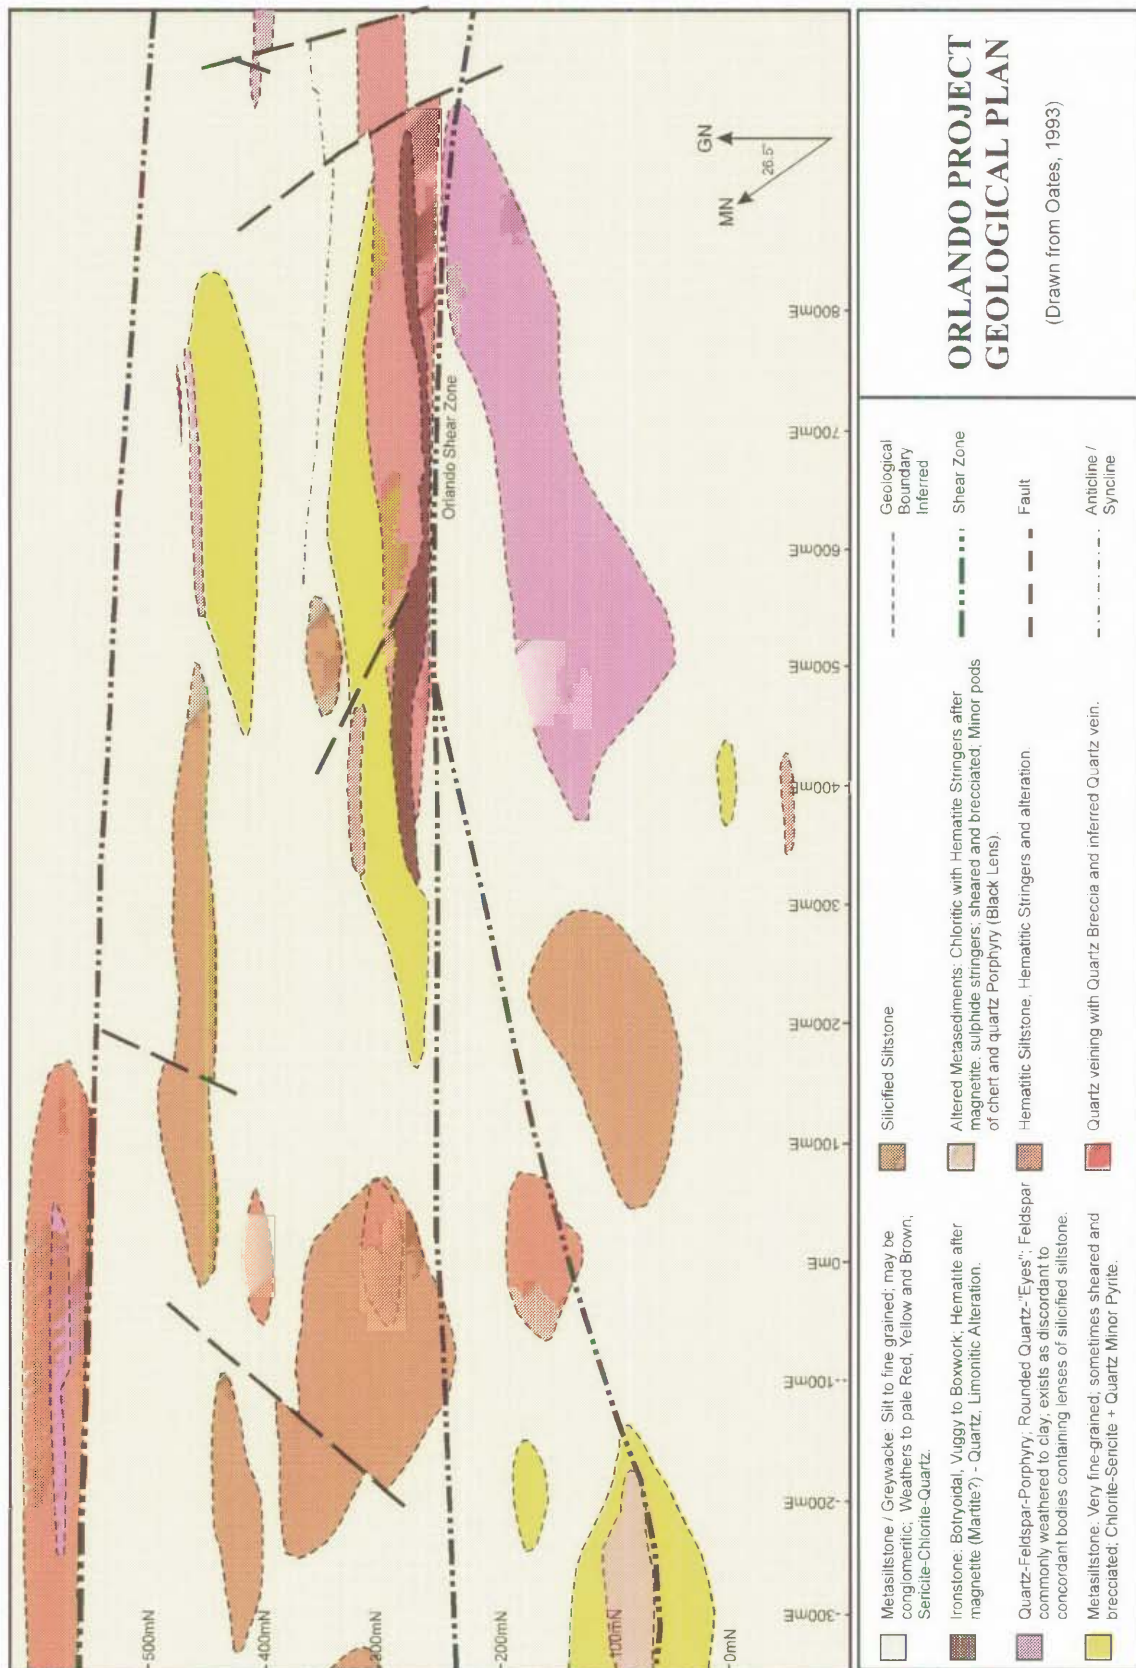 ORLANDO PROJECT
GEOLOGICAL PLAN
(Drawn from Oates, 1993)
GN
MN
26.5°
Orlando Shear Zone
500mN
400mN
300mN
200mN
100mN
0mN
-300mE
-200mE
-100mE
0mE
100mE
200mE
300mE
400mE
500mE
600mE
700mE
800mE
Metasiltstone / Greywacke: Silt to fine grained; may be
conglomeritic; Weathers to pale Red, Yellow and Brown,
Sericite-Chlorite-Quartz.
Ironstone: Botryoidal, Vuggy to Boxwork; Hematite after
magnetite (Martite?) - Quartz, Limonitic Alteration.
Quartz-Feldspar-Porphyry; Rounded Quartz-"Eyes"; Feldspar
commonly weathered to clay; exists as discordant to
concordant bodies containing lenses of silicified siltstone.
Metasiltstone: Very fine-grained; sometimes sheared and
brecciated; Chlorite-Sericite + Quartz Minor Pyrite.
Silicified Siltstone
Altered Metasediments: Chloritic with Hematite Stringers after
magnetite, sulphide stringers; sheared and brecciated, Minor pods
of chert and quartz Porphyry (Black Lens).
Hematitic Siltstone, Hematitic Stringers and alteration.
Quartz veining with Quartz Breccia and inferred Quartz vein.
Geological
Boundary
Inferred
Shear Zone
Fault
Anticline /
Syncline